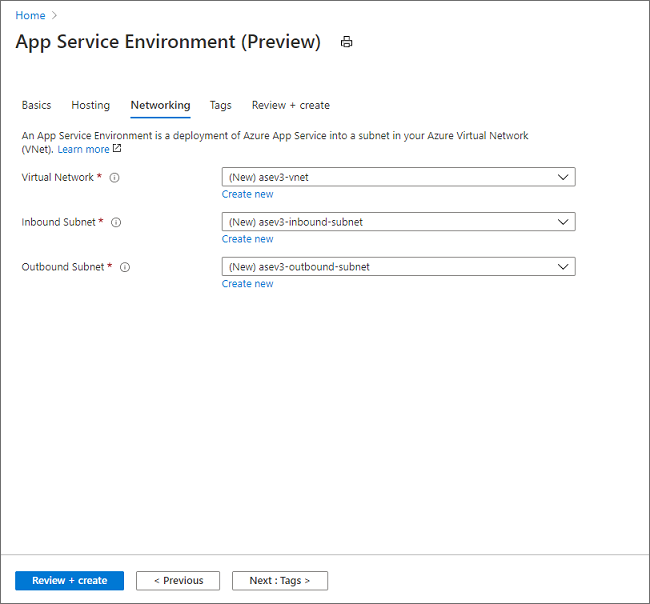 Home
App Service Environment (Preview)
Basics Hosting Networking Tags Review + create
An App Service Environment is a deployment of Azure App Service into a subnet in your Azure Virtual Network
(VNet). Learn more
Virtual Network * (New) asev3-vnet
Create new
Inbound Subnet * (New) asev3-inbound-subnet
Create new
Outbound Subnet * (New) asev3-outbound-subnet
Create new
Review + create < Previous Next : Tags >